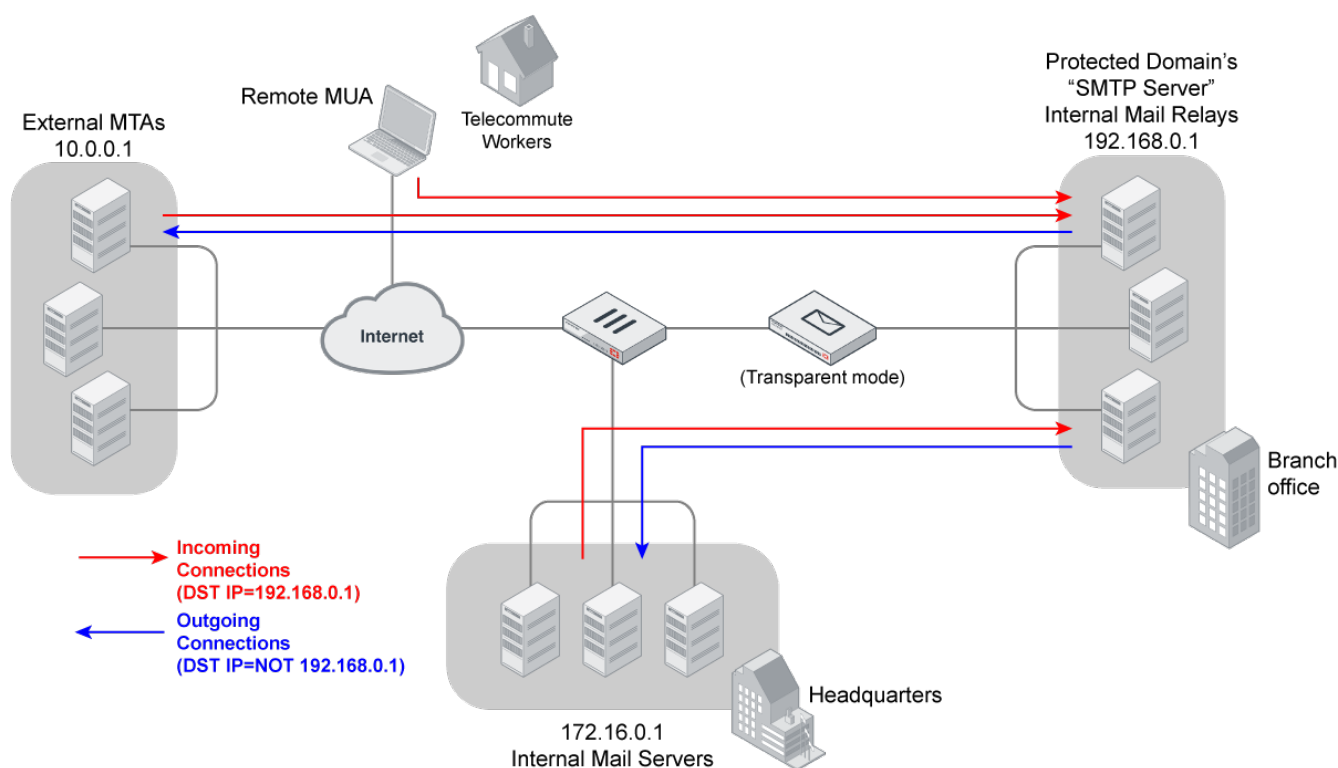 External MTAs
10.0.0.1
Remote MUA
Telecommute
Workers
Protected Domain's
“SMTP Server”
Internal Mail Relays
192.168.0.1
Internet
(Transparent mode)
Branch
office
Incoming
Connections
(DST IP=192.168.0.1)
Outgoing
Connections
(DST IP=NOT 192.168.0.1)
Headquarters
172.16.0.1
Internal Mail Servers